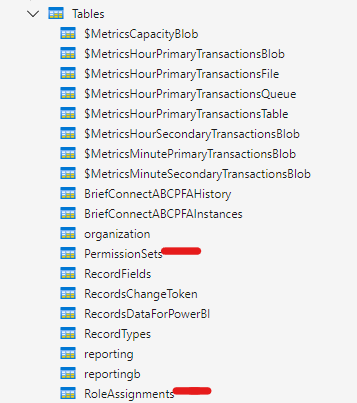 Tables
$MetricsCapacityBlob
$MetricsHourPrimaryTransactionsBlob
$MetricsHourPrimaryTransactionsFile
$MetricsHourPrimaryTransactionsQueue
$MetricsHourPrimaryTransactionsTable
$MetricsHourSecondaryTransactionsBlob
$MetricsMinutePrimaryTransactionsBlob
$MetricsMinuteSecondaryTransactionsBlob
BriefConnectABCPFAHistory
BriefConnectABCPFAInstances
organization
PermissionSets
RecordFields
RecordsChangeToken
RecordsDataForPowerBI
RecordTypes
reporting
reportingb
RoleAssignments